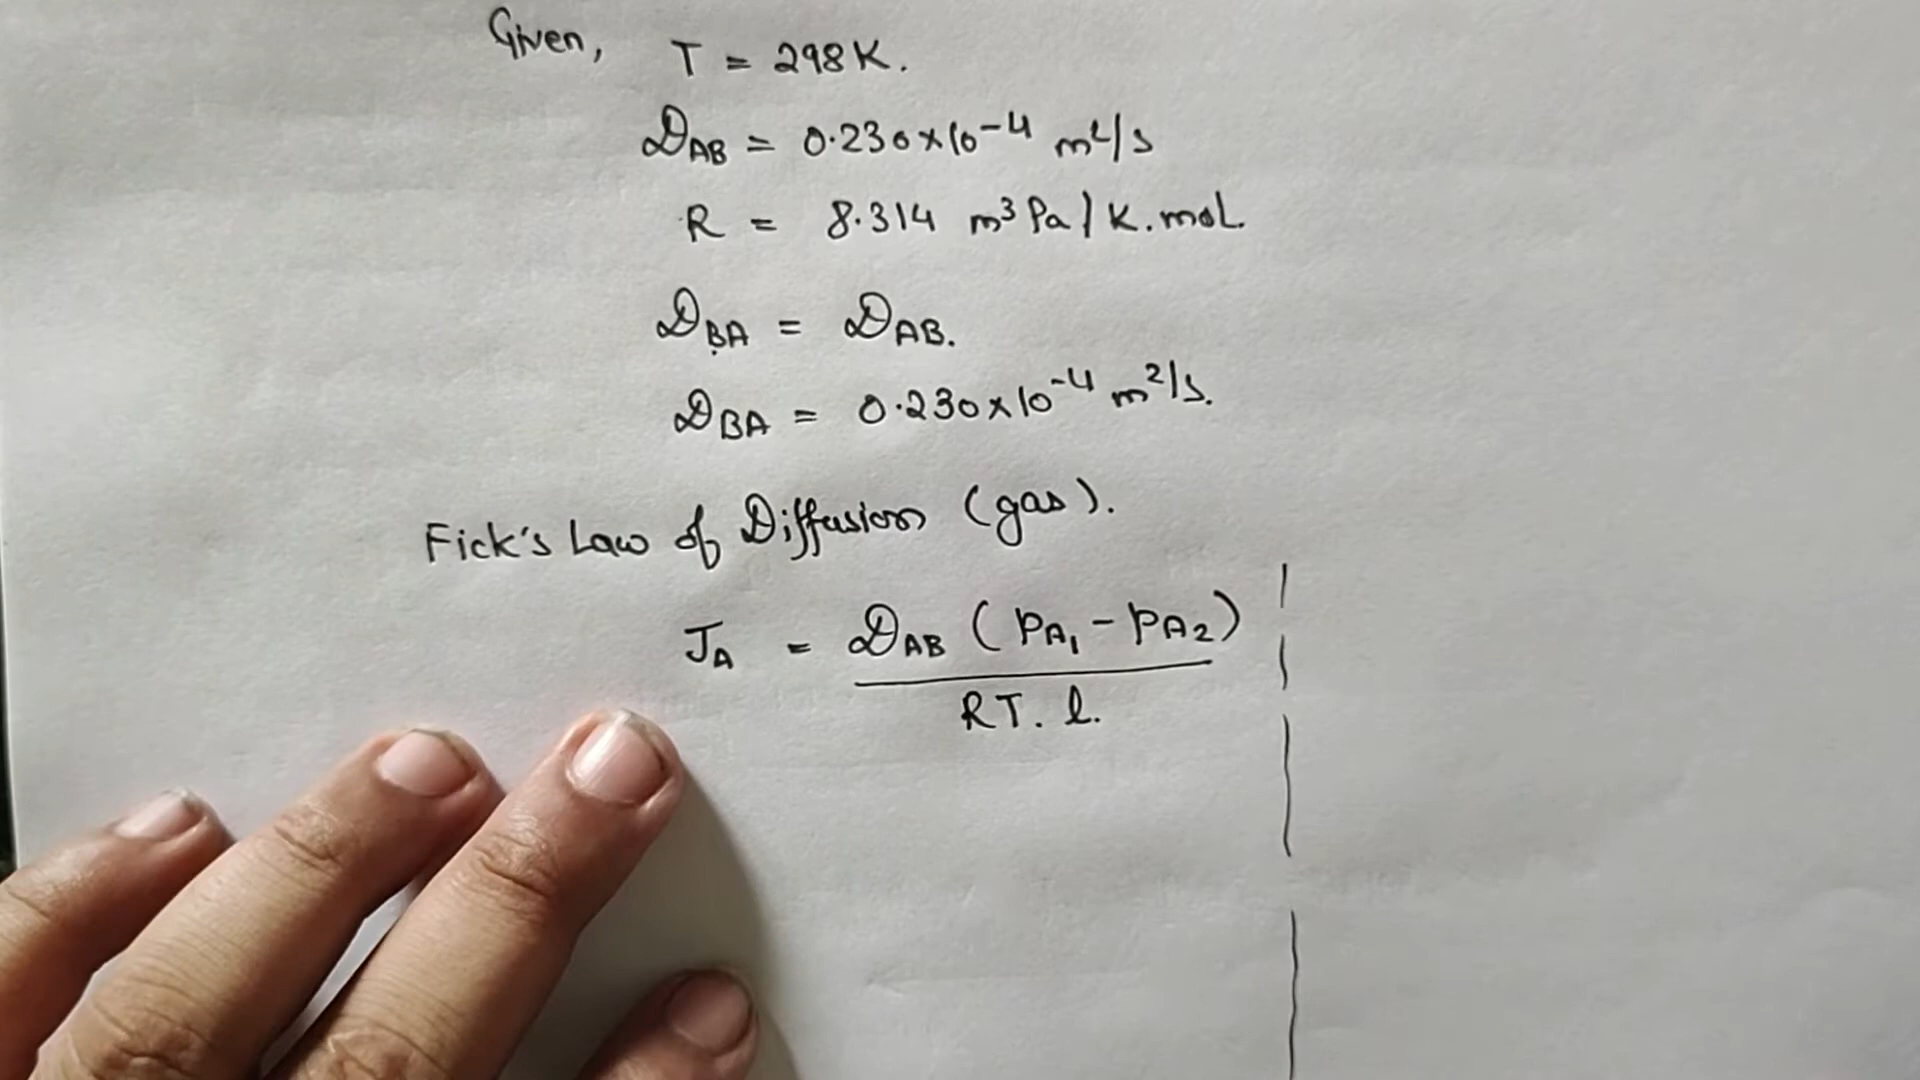 Given, T = 298K.
𝒟AB = 0.230×10⁻⁴ m²/s
R = 8.314 m³ Pa / K. mol.
𝒟BA = 𝒟AB.
𝒟BA = 0.230×10⁻⁴ m²/s.
Fick's Law of Diffusion (gas).
JA = 𝒟AB (PA₁ - PA₂)
RT. l.